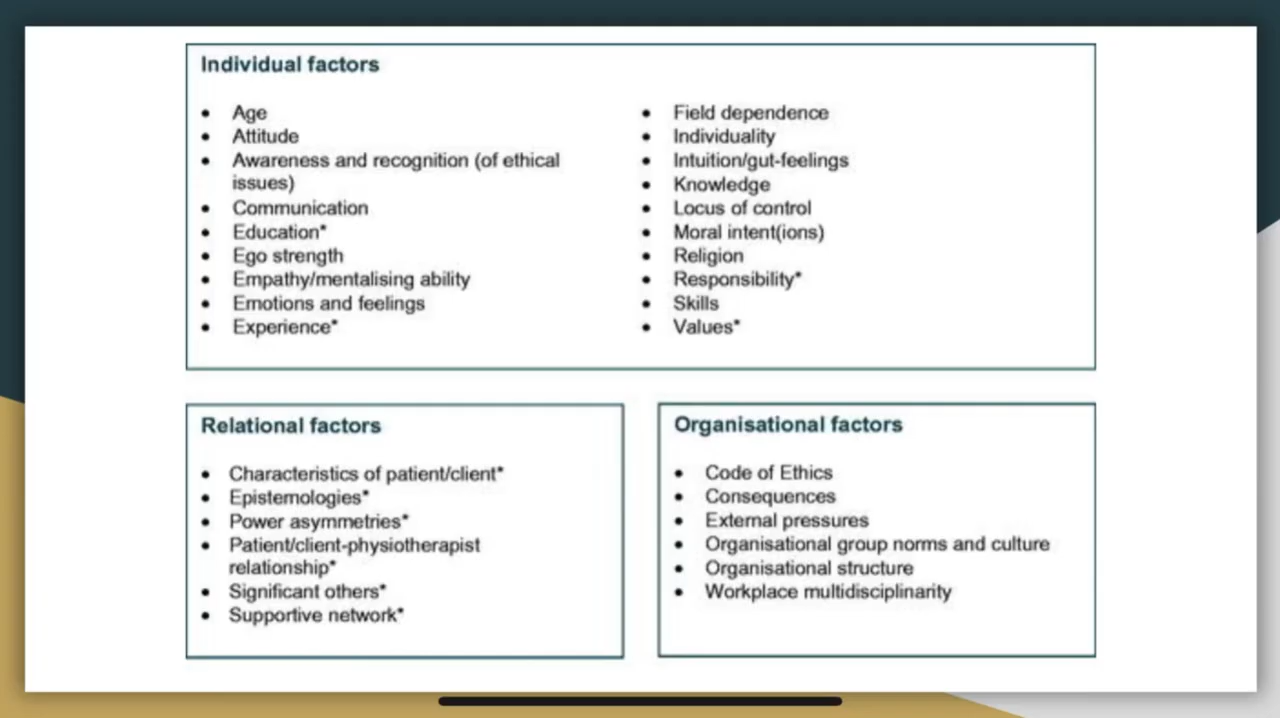 Individual factors
• Age
• Attitude
• Awareness and recognition (of ethical
issues)
• Communication
• Education*
• Ego strength
• Empathy/mentalising ability
• Emotions and feelings
• Experience*
• Field dependence
• Individuality
• Intuition/gut-feelings
• Knowledge
• Locus of control
• Moral intent(ions)
• Religion
• Responsibility*
• Skills
• Values*
Relational factors
• Characteristics of patient/client*
• Epistemologies*
• Power asymmetries*
• Patient/client-physiotherapist
relationship*
• Significant others*
• Supportive network*
Organisational factors
• Code of Ethics
• Consequences
• External pressures
• Organisational group norms and culture
• Organisational structure
• Workplace multidisciplinarity